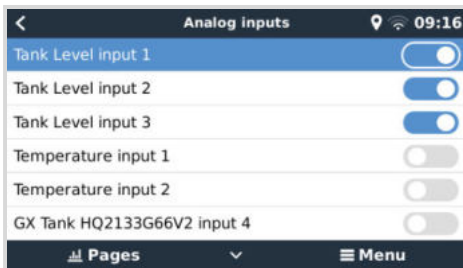 Analog inputs 09:16
Tank Level input 1
Tank Level input 2
Tank Level input 3
Temperature input 1
Temperature input 2
GX Tank HQ2133G66V2 input 4
Pages Menu